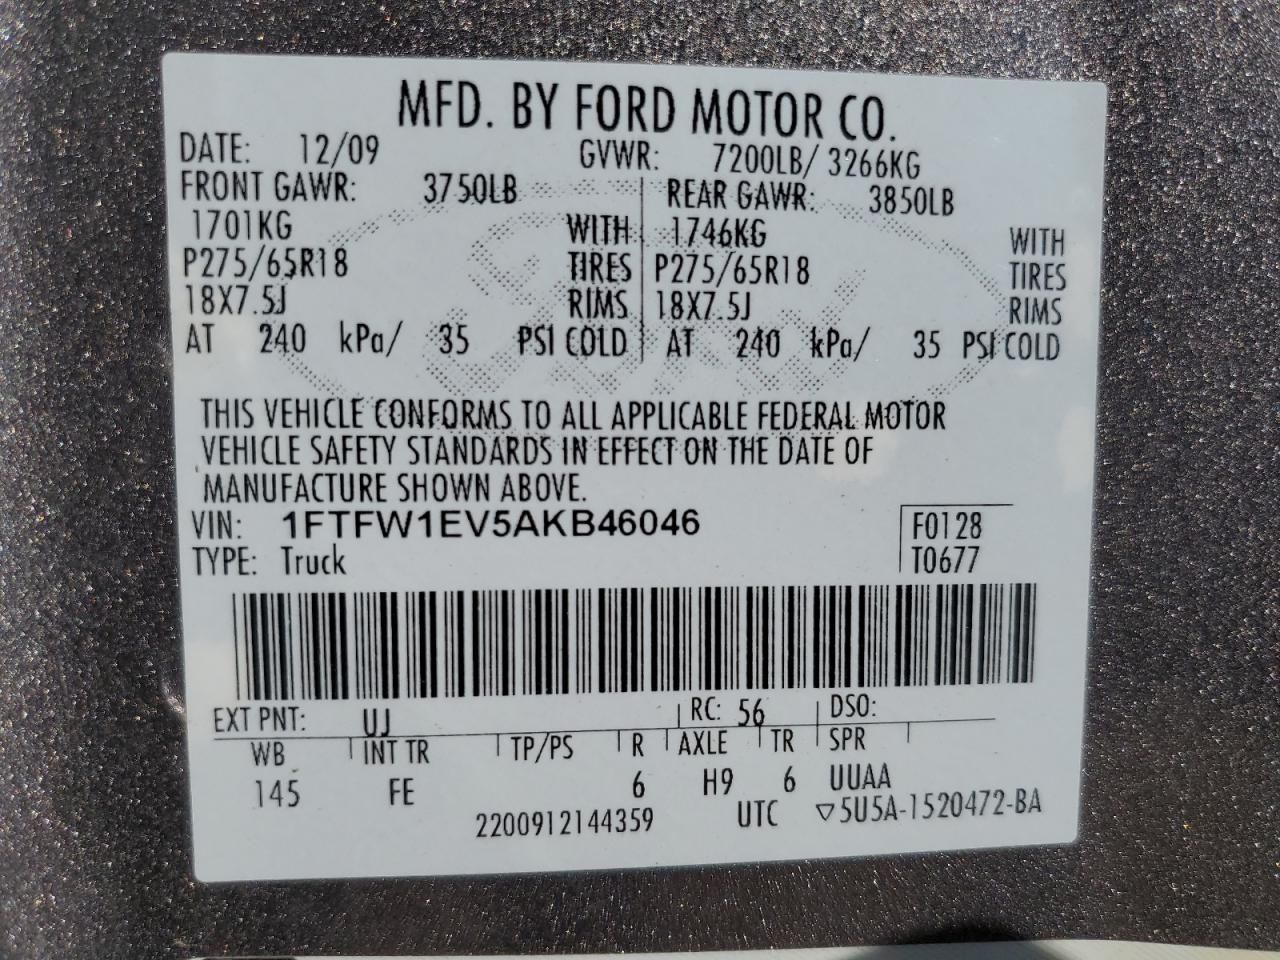 MFD. BY FORD MOTOR CO.
DATE: 12/09 GVWR: 7200LB/ 3266KG
FRONT GAWR: 3750LB REAR GAWR: 3850LB
1701KG WITH 1746KG WITH
P275/65R18 TIRES P275/65R18 TIRES
18X7.5J RIMS 18X7.5J RIMS
AT 240 kPa/ 35 PSI COLD AT 240 kPa/ 35 PSI COLD
THIS VEHICLE CONFORMS TO ALL APPLICABLE FEDERAL MOTOR
VEHICLE SAFETY STANDARDS IN EFFECT ON THE DATE OF
MANUFACTURE SHOWN ABOVE.
VIN: 1FTFW1EV5AKB46046 F0128
TYPE: Truck T0677
EXT PNT: UJ RC: 56 DSO:
WB INT TR TP/PS R AXLE TR SPR
145 FE 6 H9 6 UUAA
2200912144359 UTC ▽5U5A-1520472-BA